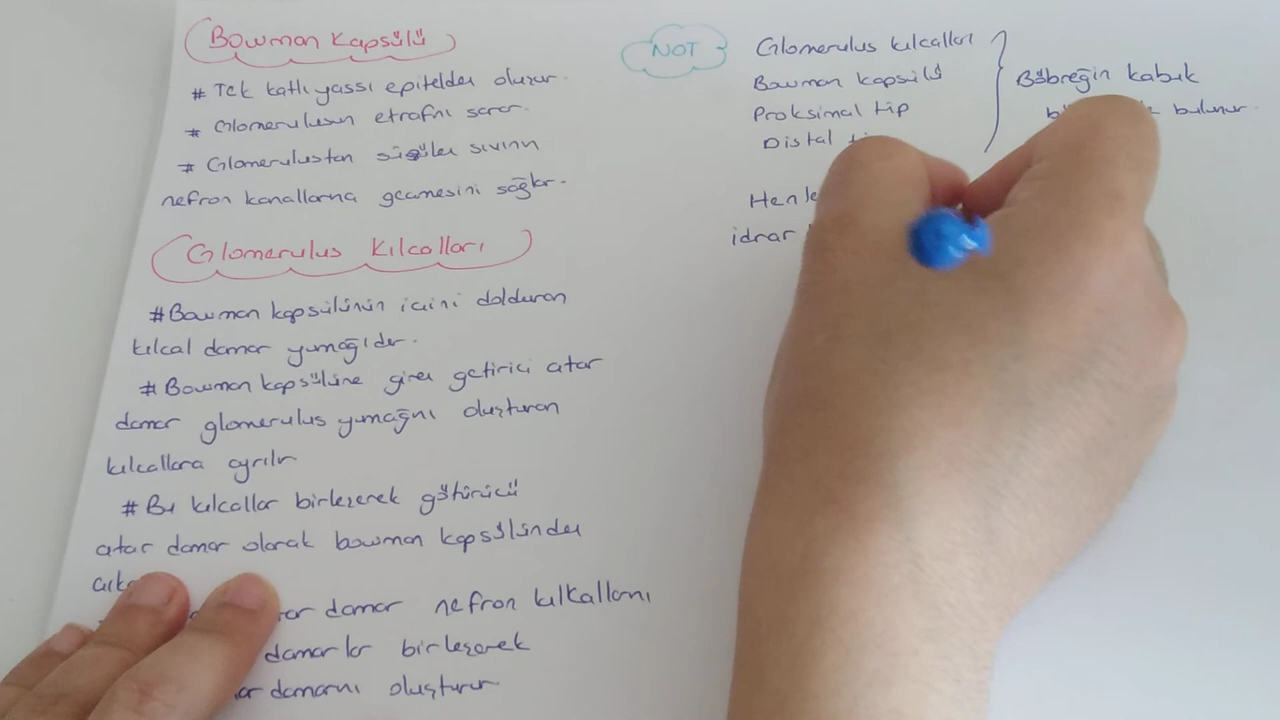 Bowman Kapsülü
# Tek katlı yassı epitelden oluşur.
* Glomerulusun etrafını sarar.
* Glomerulustan süzülen sıvının
nefron kanallarına geçmesini sağlar.
Glomerulus Kılcalları
# Bowman kapsülünün içini dolduran
kılcal damar yumağıdır.
# Bowman kapsülüne giren getirici atar
damar glomerulus yumağını oluşturan
kılcallara ayrılır
# Bu kılcallar birleşerek götürücü
atar damar olarak bowman kapsülünden
damar nefron kılkallarını
damarlar birleşerek
damarını oluşturur
NOT
Glomerulus kılcalları
Bowman kapsülü
Proksimal tüp
Distal
Böbreğin kabuk
bulunur.
Henle
idrar